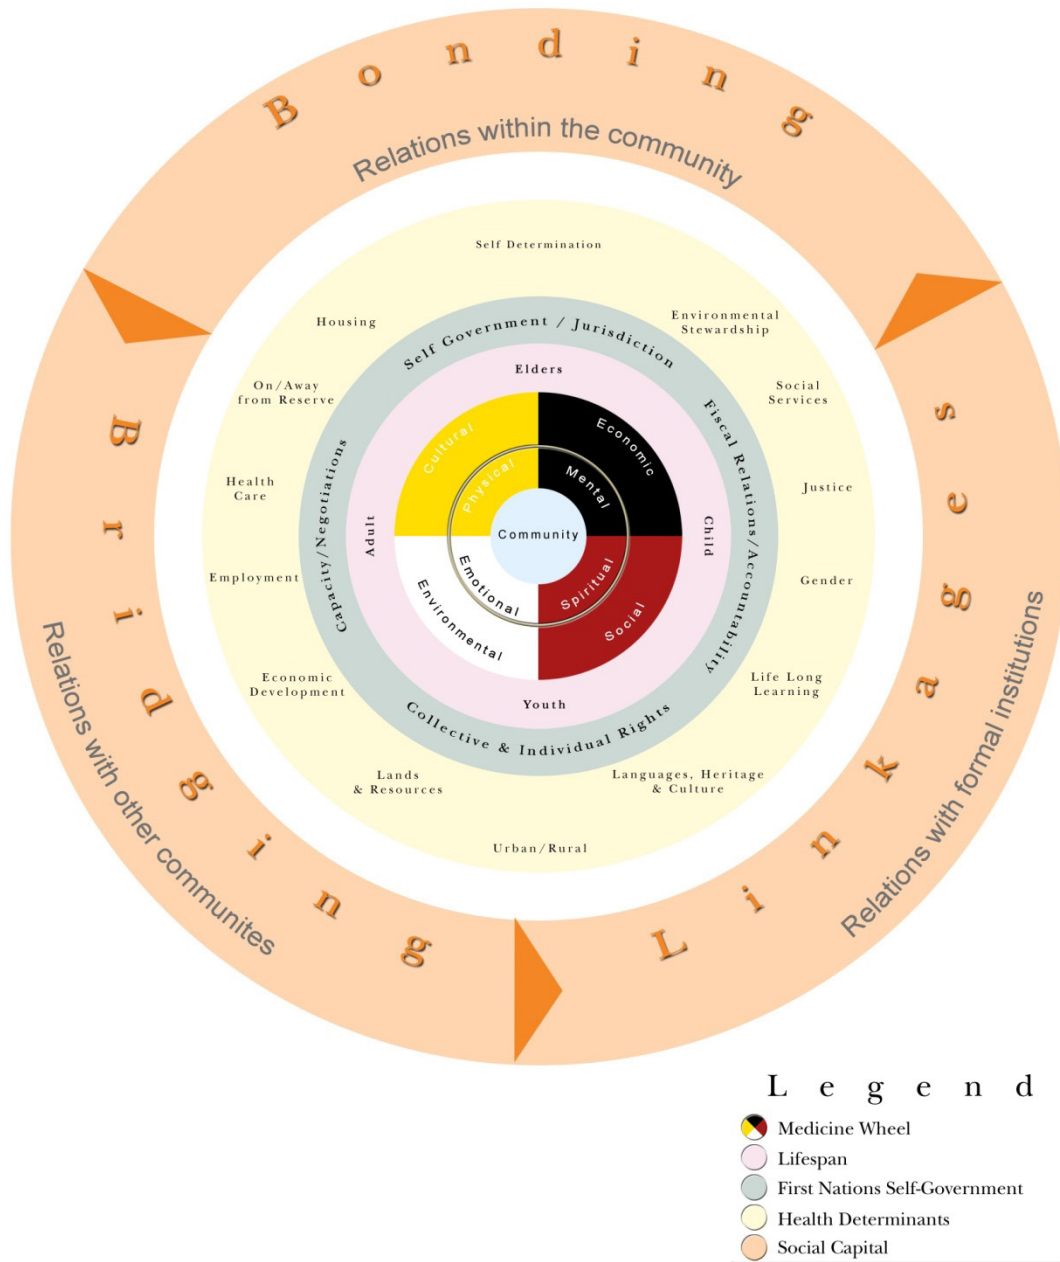 Bonding
Relations within the community
Self Determination
Housing
Environmental
Stewardship
On/Away
from Reserve
Social
Services
Health
Care
Justice
Employment
Gender
Economic
Development
Life Long
Learning
Lands
& Resources
Languages, Heritage
& Culture
Urban/Rural
Self Government / Jurisdiction
Fiscal Relations/Accountability
Capacity/Negotiations
Collective & Individual Rights
Elders
Adult
Child
Youth
Cultural
Economic
Physical
Mental
Community
Emotional
Spiritual
Environmental
Social
Bridging
Relations with other communites
Linkages
Relations with formal institutions
Legend
Medicine Wheel
Lifespan
First Nations Self-Government
Health Determinants
Social Capital